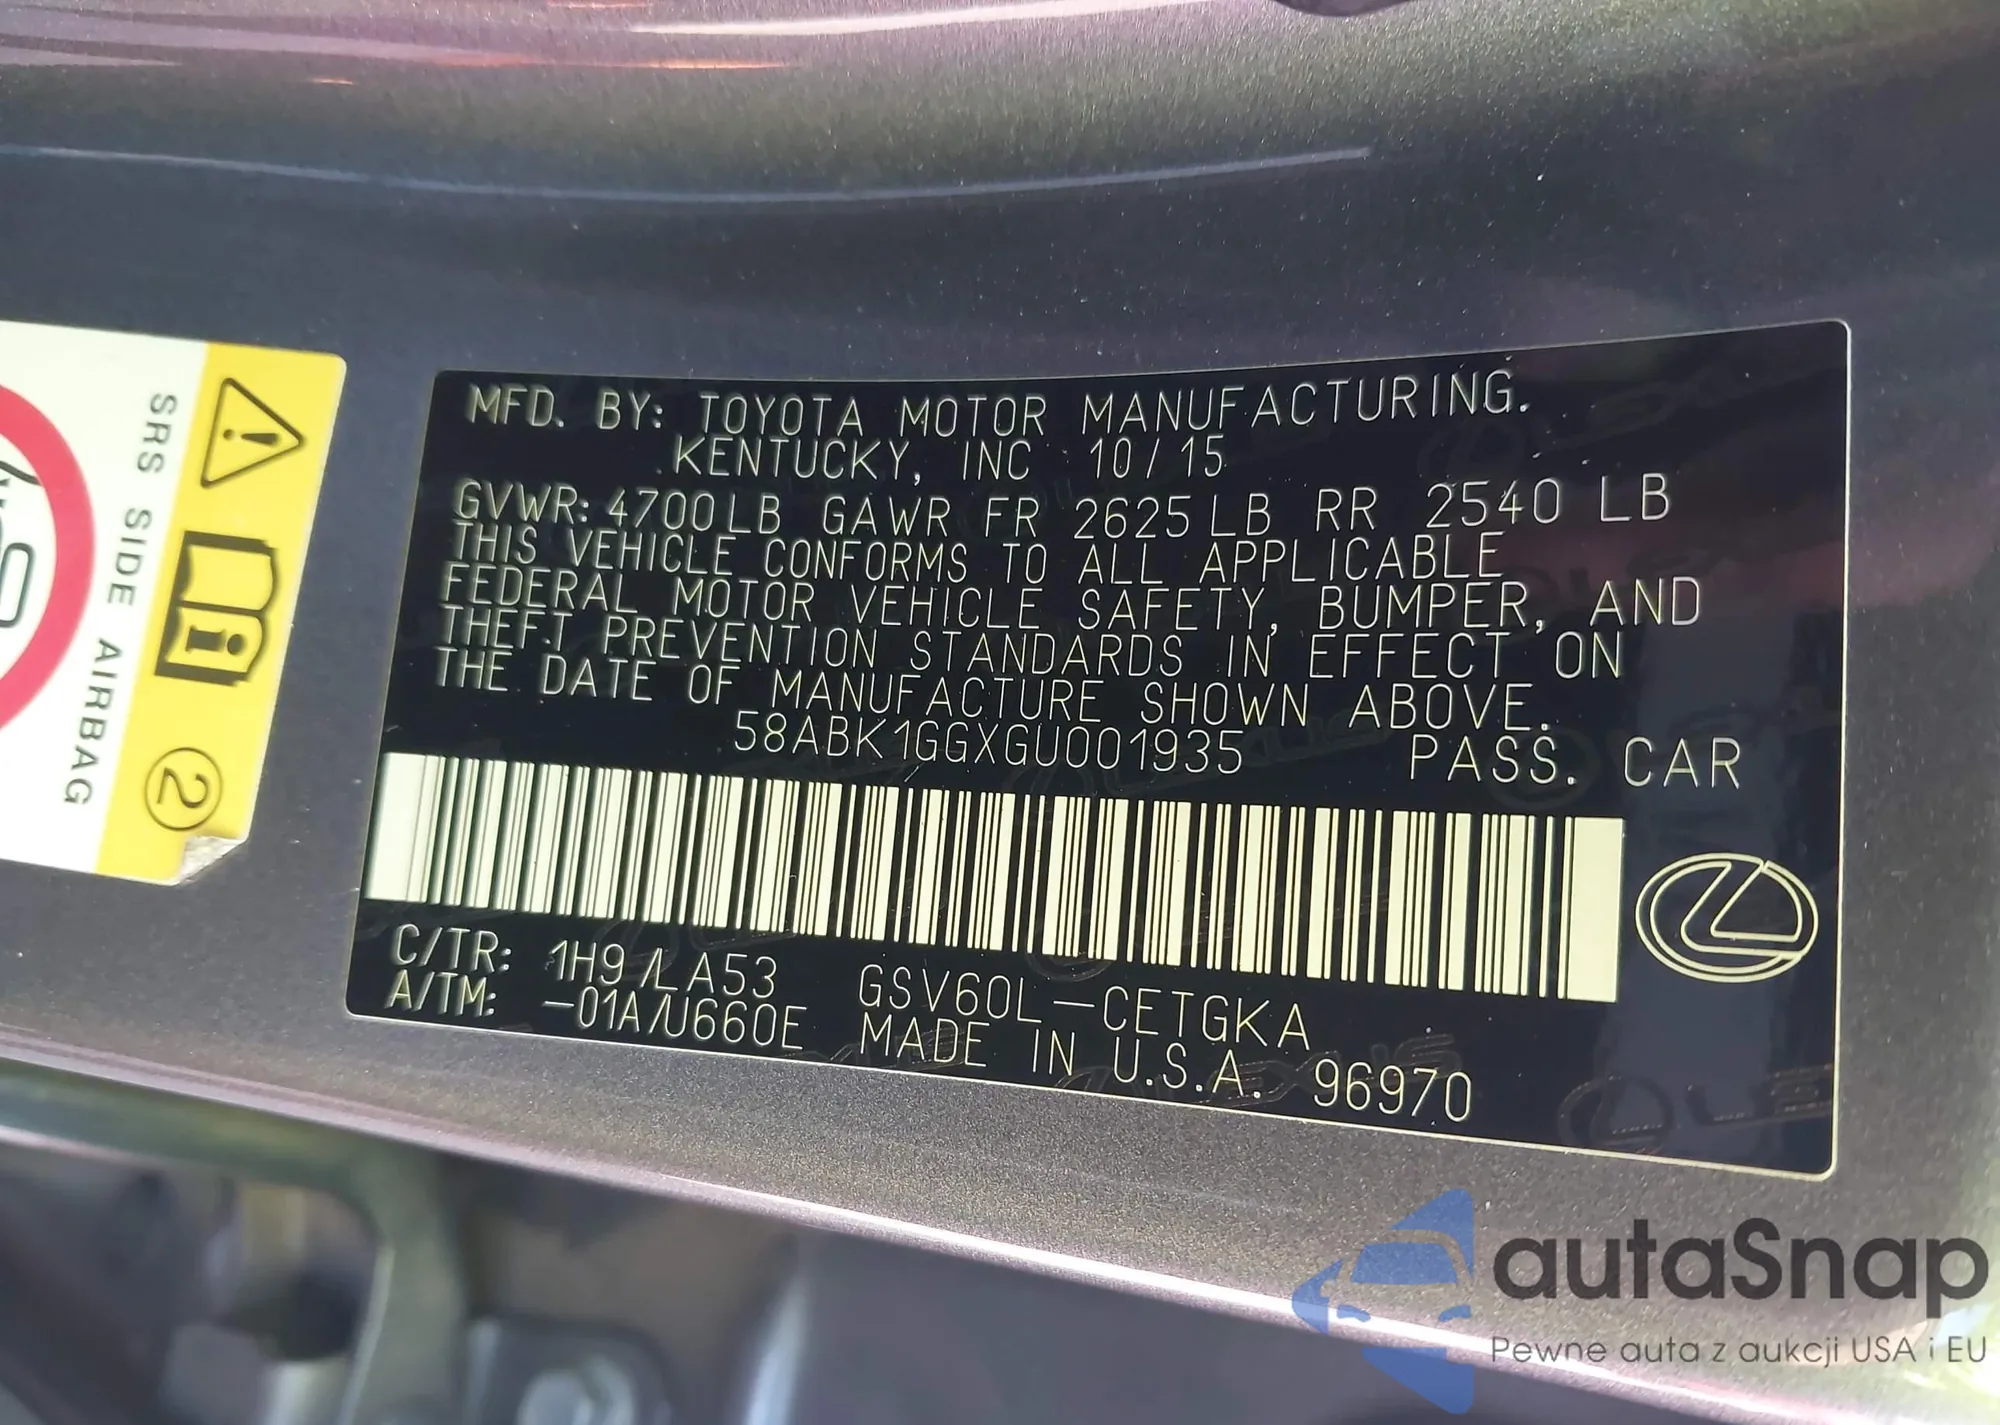 MFD. BY: TOYOTA MOTOR MANUFACTURING.
KENTUCKY, INC 10/15
GVWR: 4700LB GAWR FR 2625LB RR 2540 LB
THIS VEHICLE CONFORMS TO ALL APPLICABLE
FEDERAL MOTOR VEHICLE SAFETY, BUMPER, AND
THEFT PREVENTION STANDARDS IN EFFECT ON
THE DATE OF MANUFACTURE SHOWN ABOVE.
58ABK1GGXGU001935 PASS. CAR
C/TR: 1H9/LA53 GSV60L-CETGKA
A/TM: -01A/U660E MADE IN U.S.A. 96970
SRS SIDE AIRBAG
2
autaSnap
Pewne auta z aukcji USA i EU